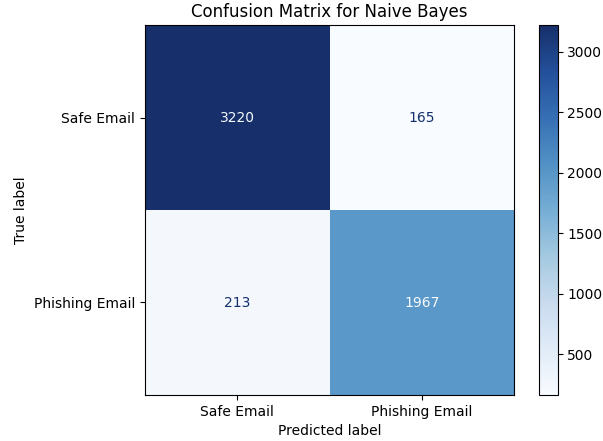 Confusion Matrix for Naive Bayes
True label
Safe Email
3220
165
Phishing Email
213
1967
Safe Email
Phishing Email
Predicted label
3000
2500
2000
1500
1000
500